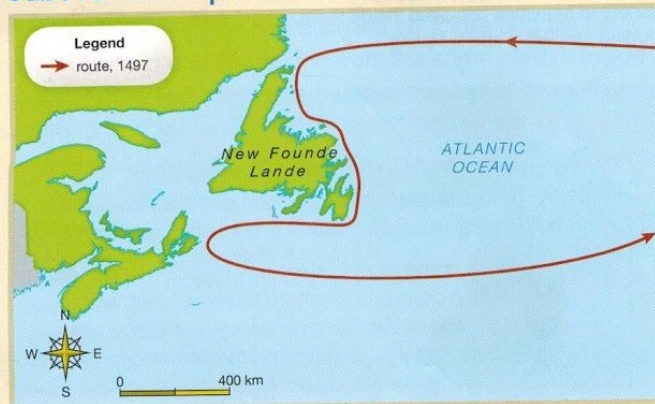 Legend
route, 1497
New Founde
Lande
ATLANTIC
OCEAN
N
W E
S
0 400 km